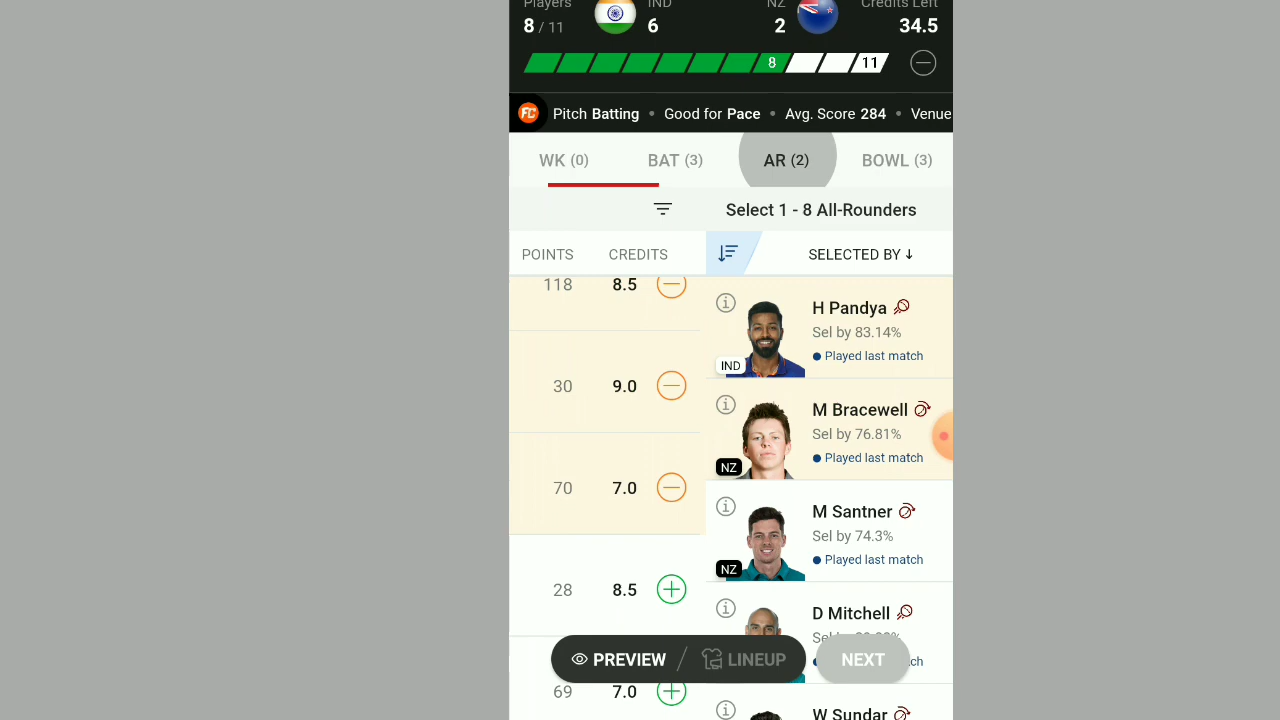 Players IND NZ Credits Left
8 / 11 6 2 34.5
8 11
FC Pitch Batting • Good for Pace • Avg. Score 284 • Venue
WK (0) BAT (3) AR (2) BOWL (3)
Select 1 - 8 All-Rounders
POINTS CREDITS SELECTED BY ↓
118 8.5
H Pandya
Sel by 83.14%
IND Played last match
30 9.0
M Bracewell
Sel by 76.81%
NZ Played last match
70 7.0
M Santner
Sel by 74.3%
NZ Played last match
28 8.5
D Mitchell
Sel
PREVIEW / LINEUP NEXT
ch
69 7.0
W Sundar